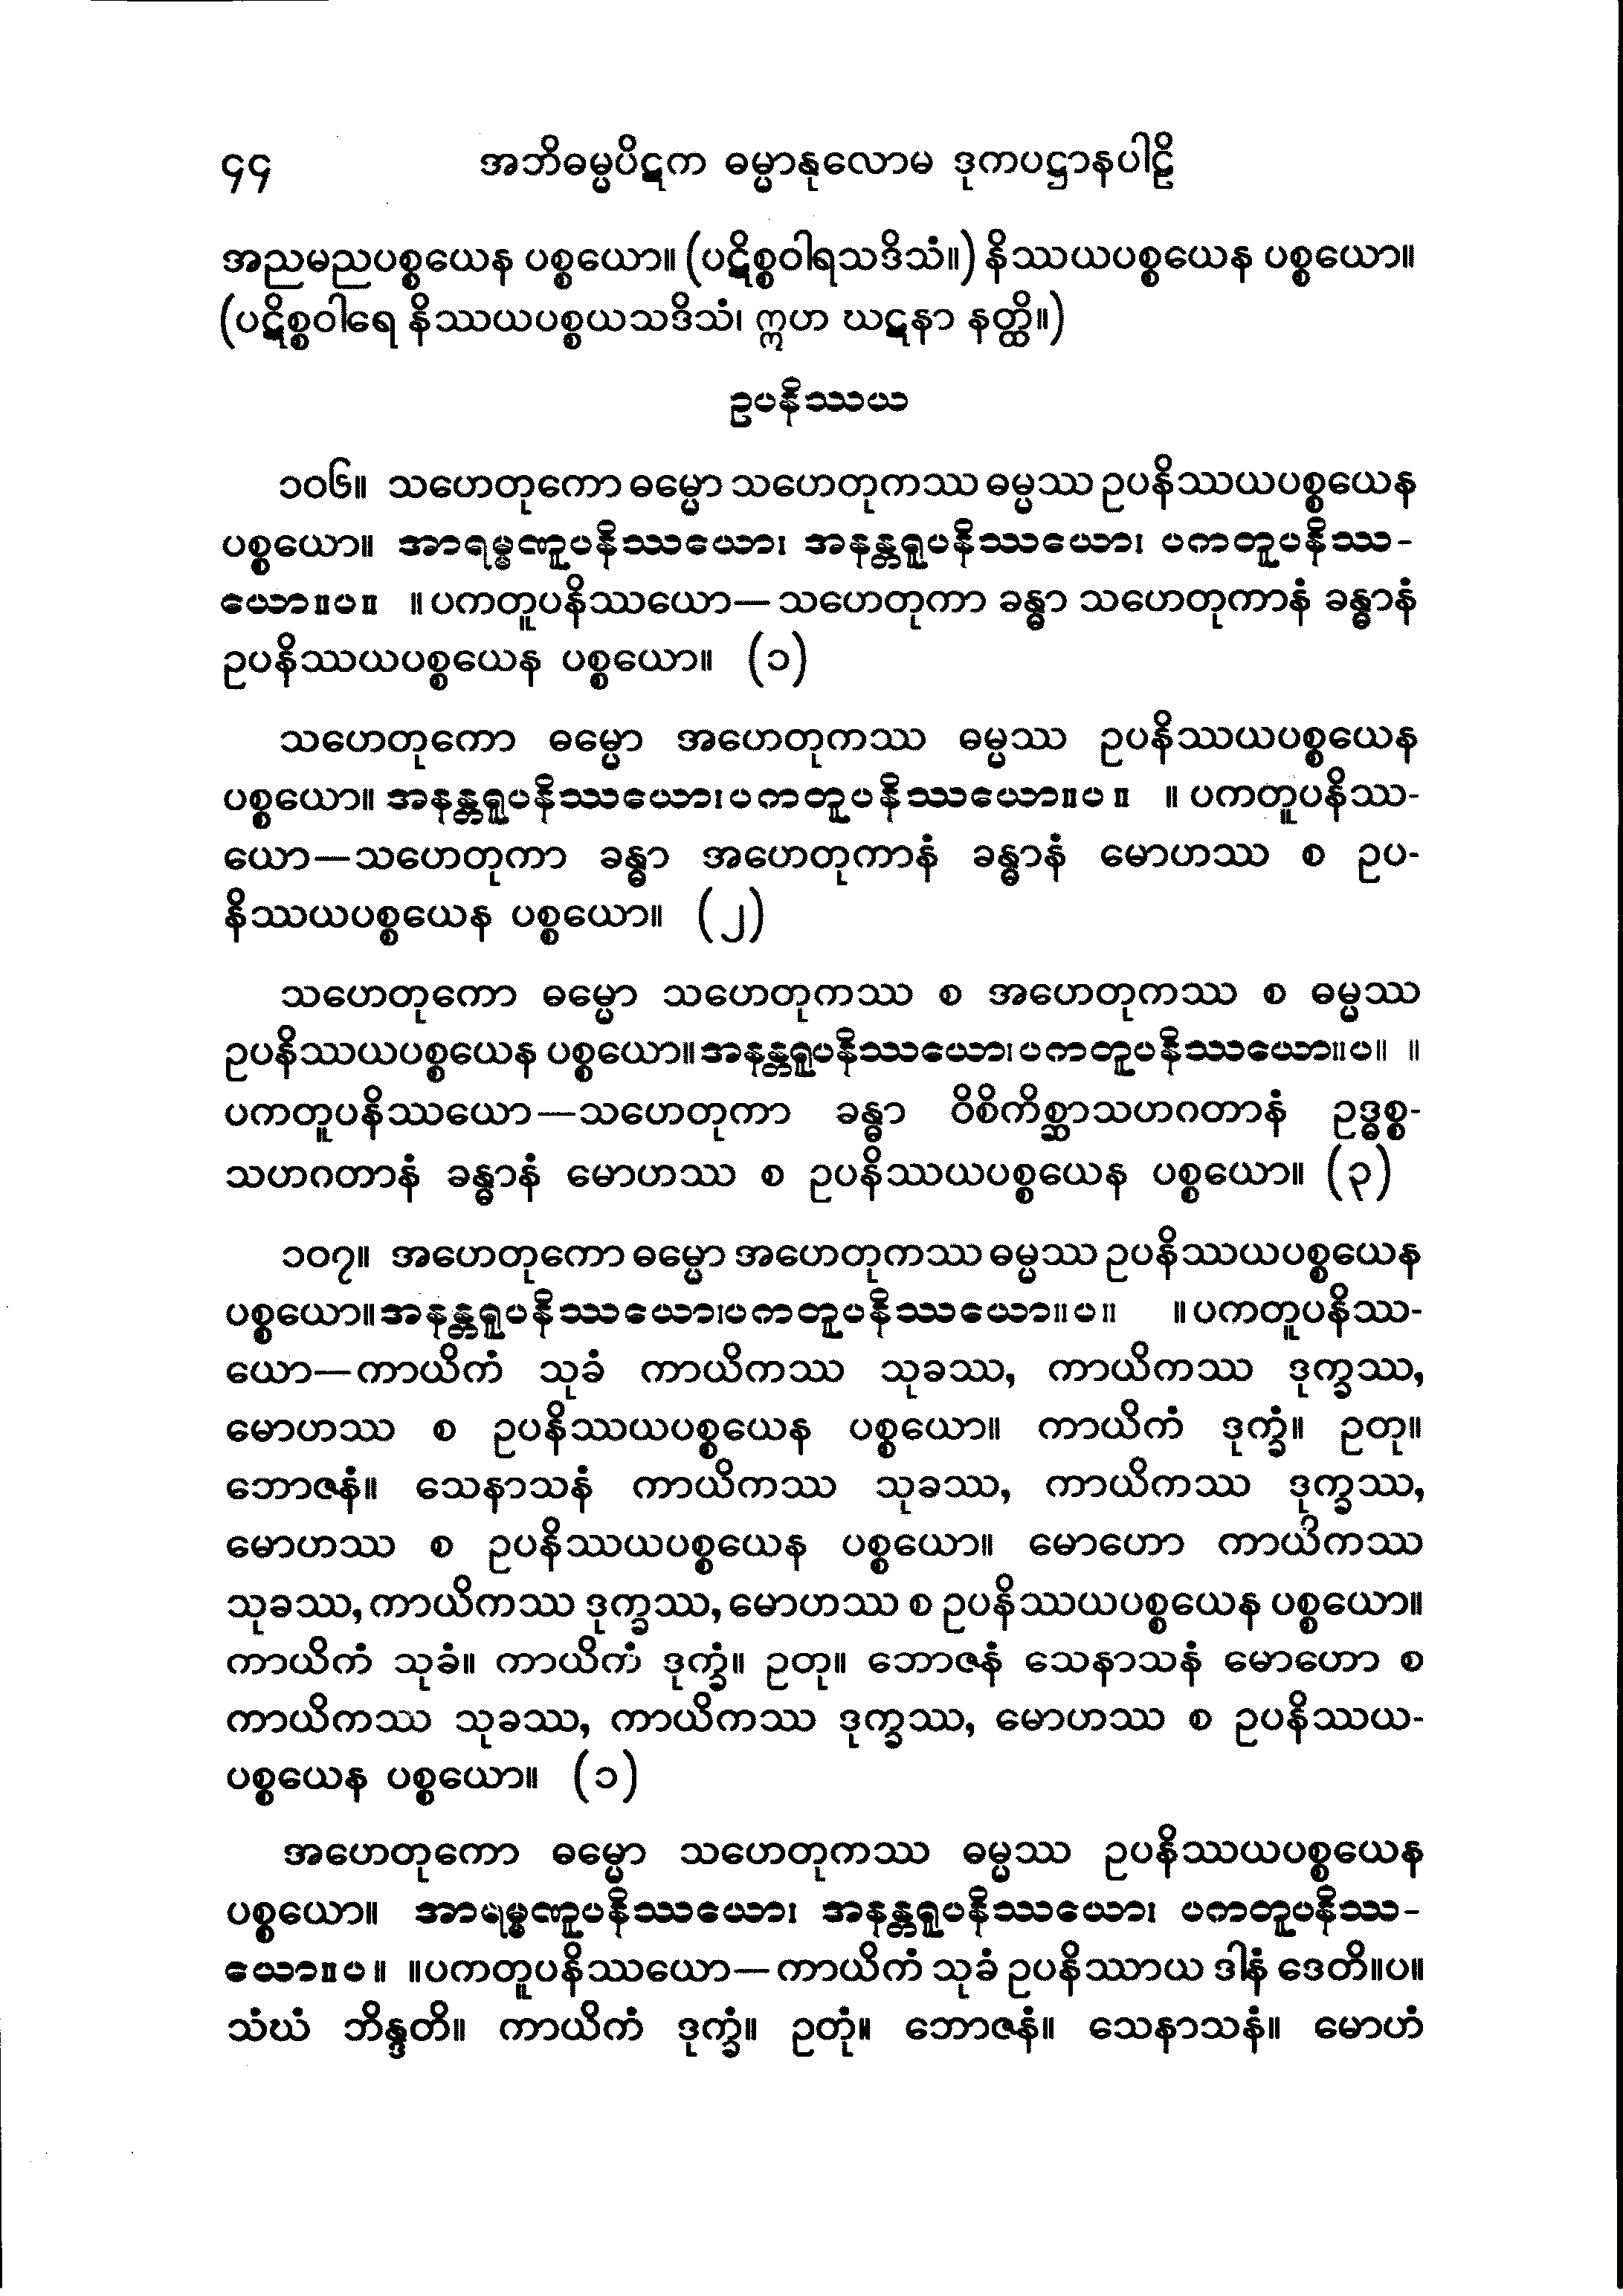 ၄၄ အဘိဓမ္မပိဋက ဓမ္မာနုလောမ ဒုကပဋ္ဌာနပါဠိ
အညမညပစ္စယေန ပစ္စယော။ (ပဋိစ္စဝါရသဒိသံ။) နိဿယပစ္စယေန ပစ္စယော။
(ပဋိစ္စဝါရေ နိဿယပစ္စယသဒိသံ၊ ဣဟ ဃဋနာ နတ္ထိ။)
ဥပနိဿယ
၁၀၆။ သဟေတုကော ဓမ္မော သဟေတုကဿ ဓမ္မဿ ဥပနိဿယပစ္စယေန
ပစ္စယော။ အာရမ္မဏူပနိဿယော၊ အနန္တရူပနိဿယော၊ ပကတူပနိဿ-
ယော။ပ။ ။ ပကတူပနိဿယော—သဟေတုကာ ခန္ဓာ သဟေတုကာနံ ခန္ဓာနံ
ဥပနိဿယပစ္စယေန ပစ္စယော။ (၁)
သဟေတုကော ဓမ္မော အဟေတုကဿ ဓမ္မဿ ဥပနိဿယပစ္စယေန
ပစ္စယော။ အနန္တရူပနိဿယော၊ ပကတူပနိဿယော။ပ။ ။ ပကတူပနိဿ-
ယော—သဟေတုကာ ခန္ဓာ အဟေတုကာနံ ခန္ဓာနံ မောဟဿ စ ဥပ-
နိဿယပစ္စယေန ပစ္စယော။ (၂)
သဟေတုကော ဓမ္မော သဟေတုကဿ စ အဟေတုကဿ စ ဓမ္မဿ
ဥပနိဿယပစ္စယေန ပစ္စယော။ အနန္တရူပနိဿယော၊ ပကတူပနိဿယော။ပ။ ။
ပကတူပနိဿယော—သဟေတုကာ ခန္ဓာ ဝိစိကိစ္ဆာသဟဂတာနံ ဥဒ္ဓစ္စ-
သဟဂတာနံ ခန္ဓာနံ မောဟဿ စ ဥပနိဿယပစ္စယေန ပစ္စယော။ (၃)
၁၀၇။ အဟေတုကော ဓမ္မော အဟေတုကဿ ဓမ္မဿ ဥပနိဿယပစ္စယေန
ပစ္စယော။ အနန္တရူပနိဿယော၊ ပကတူပနိဿယော။ပ။ ။ ပကတူပနိဿ-
ယော—ကာယိကံ သုခံ ကာယိကဿ သုခဿ, ကာယိကဿ ဒုက္ခဿ,
မောဟဿ စ ဥပနိဿယပစ္စယေန ပစ္စယော။ ကာယိကံ ဒုက္ခံ။ ဥတု။
ဘောဇနံ။ သေနာသနံ ကာယိကဿ သုခဿ, ကာယိကဿ ဒုက္ခဿ,
မောဟဿ စ ဥပနိဿယပစ္စယေန ပစ္စယော။ မောဟော ကာယိကဿ
သုခဿ, ကာယိကဿ ဒုက္ခဿ, မောဟဿ စ ဥပနိဿယပစ္စယေန ပစ္စယော။
ကာယိကံ သုခံ။ ကာယိကံ ဒုက္ခံ။ ဥတု။ ဘောဇနံ သေနာသနံ မောဟော စ
ကာယိကဿ သုခဿ, ကာယိကဿ ဒုက္ခဿ, မောဟဿ စ ဥပနိဿယ-
ပစ္စယေန ပစ္စယော။ (၁)
အဟေတုကော ဓမ္မော သဟေတုကဿ ဓမ္မဿ ဥပနိဿယပစ္စယေန
ပစ္စယော။ အာရမ္မဏူပနိဿယော၊ အနန္တရူပနိဿယော၊ ပကတူပနိဿ-
ယော။ပ။ ။ပကတူပနိဿယော—ကာယိကံ သုခံ ဥပနိဿာယ ဒါနံ ဒေတိ။ပ။
သံဃံ ဘိန္ဒတိ။ ကာယိကံ ဒုက္ခံ။ ဥတုံ။ ဘောဇနံ။ သေနာသနံ။ မောဟံ